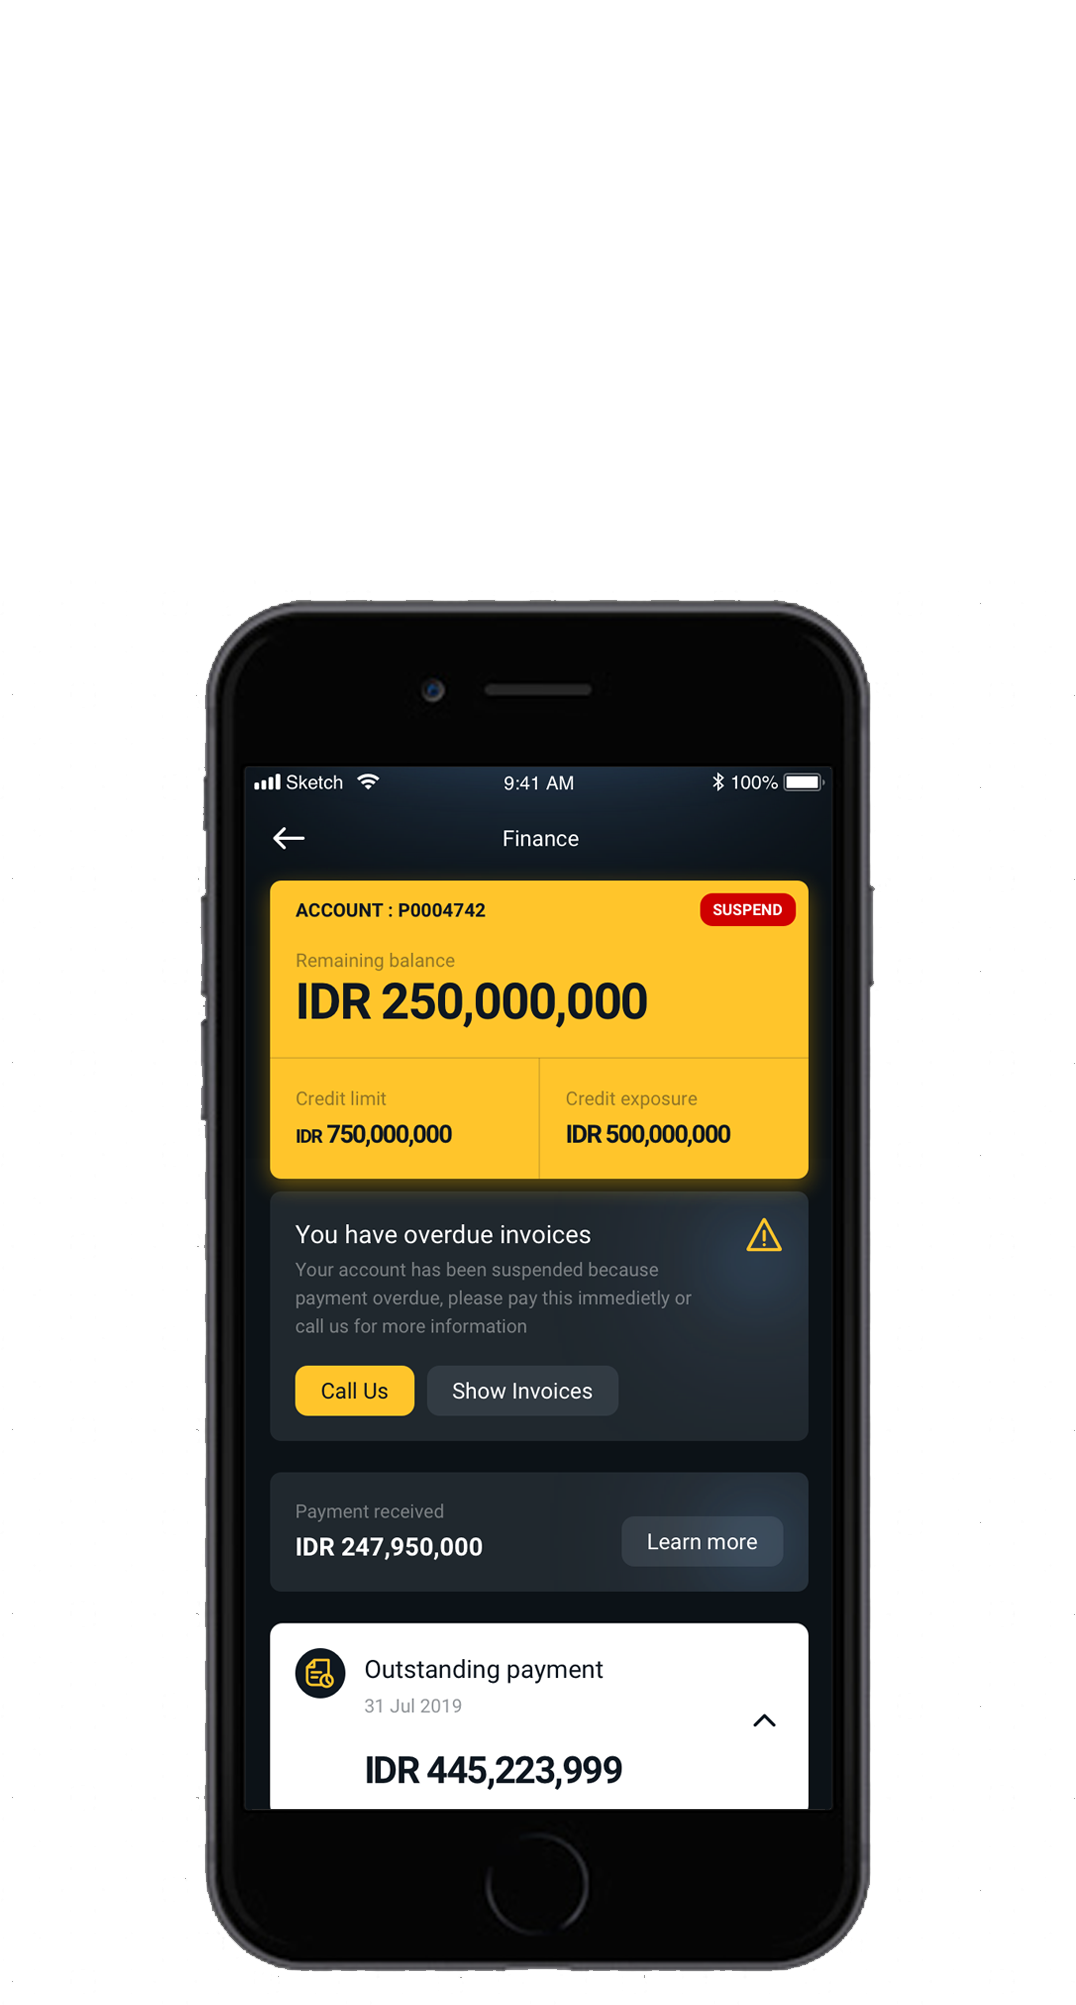 Sketch 9:41 AM 100%
Finance
ACCOUNT : P0004742 SUSPEND
Remaining balance
IDR 250,000,000
Credit limit Credit exposure
IDR 750,000,000 IDR 500,000,000
You have overdue invoices
Your account has been suspended because
payment overdue, please pay this immedietly or
call us for more information
Call Us Show Invoices
Payment received
IDR 247,950,000
Learn more
Outstanding payment
31 Jul 2019
IDR 445,223,999